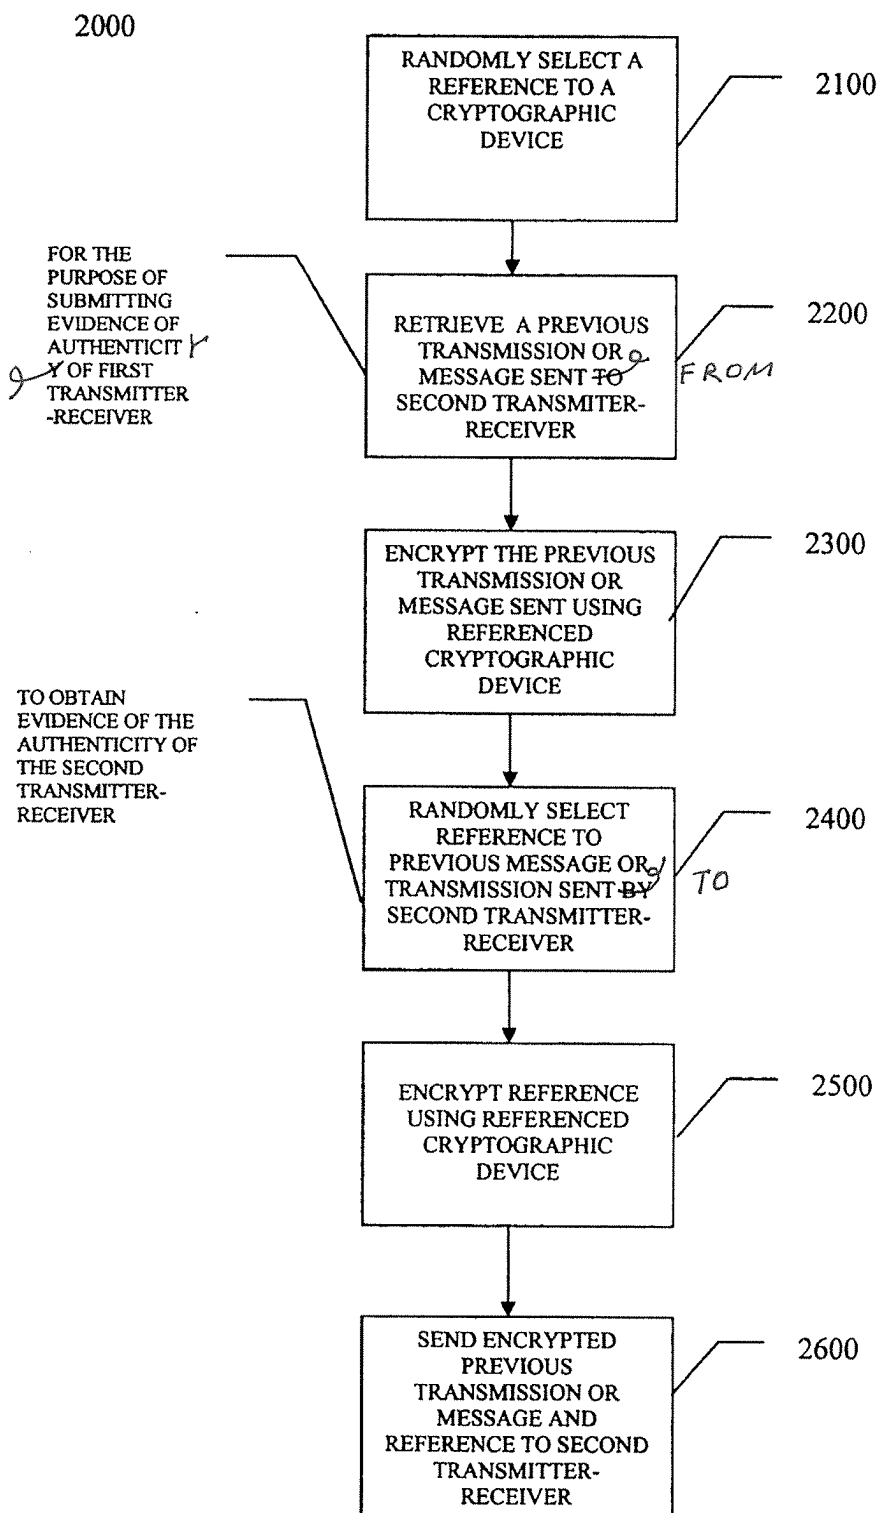 2000
RANDOMLY SELECT A
REFERENCE TO A
CRYPTOGRAPHIC
DEVICE
2100
FOR THE
PURPOSE OF
SUBMITTING
EVIDENCE OF
AUTHENTICIT Y
Y OF FIRST
TRANSMITTER
-RECEIVER
RETRIEVE A PREVIOUS
TRANSMISSION OR
MESSAGE SENT TO
SECOND TRANSMITER-
RECEIVER
2200
FROM
ENCRYPT THE PREVIOUS
TRANSMISSION OR
MESSAGE SENT USING
REFERENCED
CRYPTOGRAPHIC
DEVICE
2300
TO OBTAIN
EVIDENCE OF THE
AUTHENTICITY OF
THE SECOND
TRANSMITTER-
RECEIVER
RANDOMLY SELECT
REFERENCE TO
PREVIOUS MESSAGE OR
TRANSMISSION SENT BY
SECOND TRANSMITTER-
RECEIVER
2400
TO
ENCRYPT REFERENCE
USING REFERENCED
CRYPTOGRAPHIC
DEVICE
2500
SEND ENCRYPTED
PREVIOUS
TRANSMISSION OR
MESSAGE AND
REFERENCE TO SECOND
TRANSMITTER-
RECEIVER
2600